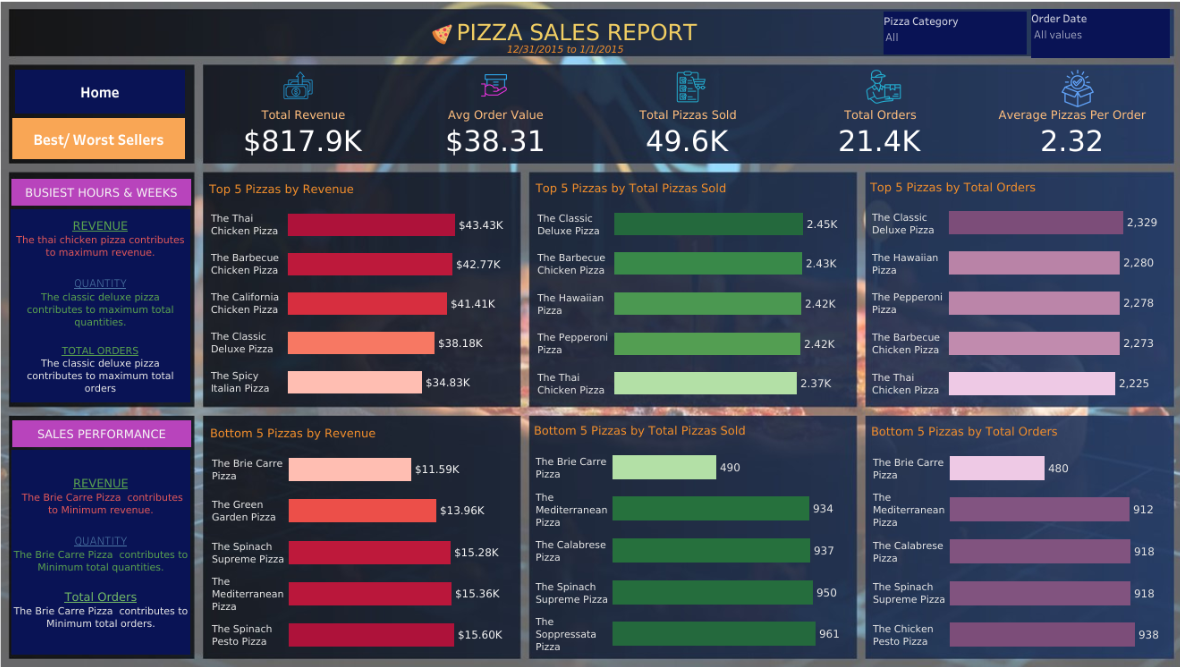 PIZZA SALES REPORT
12/31/2015 to 1/1/2015
Pizza Category
All
Order Date
All values
Home
Best/ Worst Sellers
Total Revenue
$817.9K
Avg Order Value
$38.31
Total Pizzas Sold
49.6K
Total Orders
21.4K
Average Pizzas Per Order
2.32
BUSIEST HOURS & WEEKS
REVENUE
The thai chicken pizza contributes
to maximum revenue.
QUANTITY
The classic deluxe pizza
contributes to maximum total
quantities.
TOTAL ORDERS
The classic deluxe pizza
contributes to maximum total
orders
Top 5 Pizzas by Revenue
The Thai
Chicken Pizza
$43.43K
The Barbecue
Chicken Pizza
$42.77K
The California
Chicken Pizza
$41.41K
The Classic
Deluxe Pizza
$38.18K
The Spicy
Italian Pizza
$34.83K
Top 5 Pizzas by Total Pizzas Sold
The Classic
Deluxe Pizza
2.45K
The Barbecue
Chicken Pizza
2.43K
The Hawaiian
Pizza
2.42K
The Pepperoni
Pizza
2.42K
The Thai
Chicken Pizza
2.37K
Top 5 Pizzas by Total Orders
The Classic
Deluxe Pizza
2,329
The Hawaiian
Pizza
2,280
The Pepperoni
Pizza
2,278
The Barbecue
Chicken Pizza
2,273
The Thai
Chicken Pizza
2,225
SALES PERFORMANCE
REVENUE
The Brie Carre Pizza  contributes
to Minimum revenue.
QUANTITY
The Brie Carre Pizza  contributes to
Minimum total quantities.
Total Orders
The Brie Carre Pizza  contributes to
Minimum total orders.
Bottom 5 Pizzas by Revenue
The Brie Carre
Pizza
$11.59K
The Green
Garden Pizza
$13.96K
The Spinach
Supreme Pizza
$15.28K
The
Mediterranean
Pizza
$15.36K
The Spinach
Pesto Pizza
$15.60K
Bottom 5 Pizzas by Total Pizzas Sold
The Brie Carre
Pizza
490
The
Mediterranean
Pizza
934
The Calabrese
Pizza
937
The Spinach
Supreme Pizza
950
The
Soppressata
Pizza
961
Bottom 5 Pizzas by Total Orders
The Brie Carre
Pizza
480
The
Mediterranean
Pizza
912
The Calabrese
Pizza
918
The Spinach
Supreme Pizza
918
The Chicken
Pesto Pizza
938